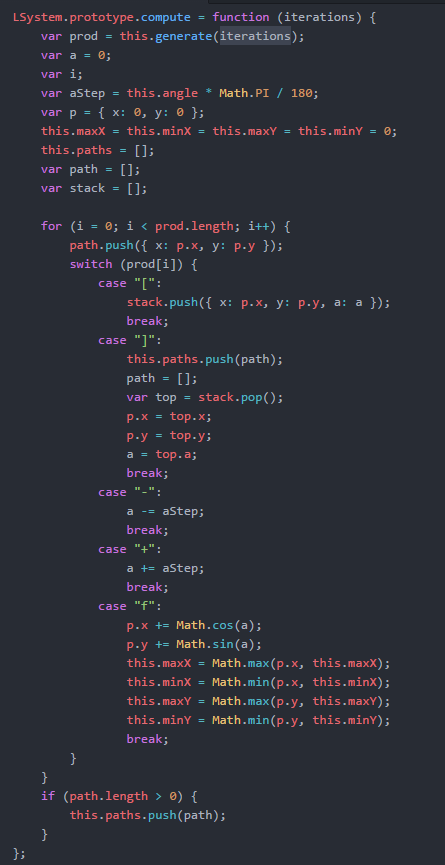 LSystem.prototype.compute = function (iterations) {
    var prod = this.generate(iterations);
    var a = 0;
    var i;
    var aStep = this.angle * Math.PI / 180;
    var p = { x: 0, y: 0 };
    this.maxX = this.minX = this.maxY = this.minY = 0;
    this.paths = [];
    var path = [];
    var stack = [];

    for (i = 0; i < prod.length; i++) {
        path.push({ x: p.x, y: p.y });
        switch (prod[i]) {
            case "[":
                stack.push({ x: p.x, y: p.y, a: a });
                break;
            case "]":
                this.paths.push(path);
                path = [];
                var top = stack.pop();
                p.x = top.x;
                p.y = top.y;
                a = top.a;
                break;
            case "-":
                a -= aStep;
                break;
            case "+":
                a += aStep;
                break;
            case "f":
                p.x += Math.cos(a);
                p.y += Math.sin(a);
                this.maxX = Math.max(p.x, this.maxX);
                this.minX = Math.min(p.x, this.minX);
                this.maxY = Math.max(p.y, this.maxY);
                this.minY = Math.min(p.y, this.minY);
                break;
        }
    }
    if (path.length > 0) {
        this.paths.push(path);
    }
};